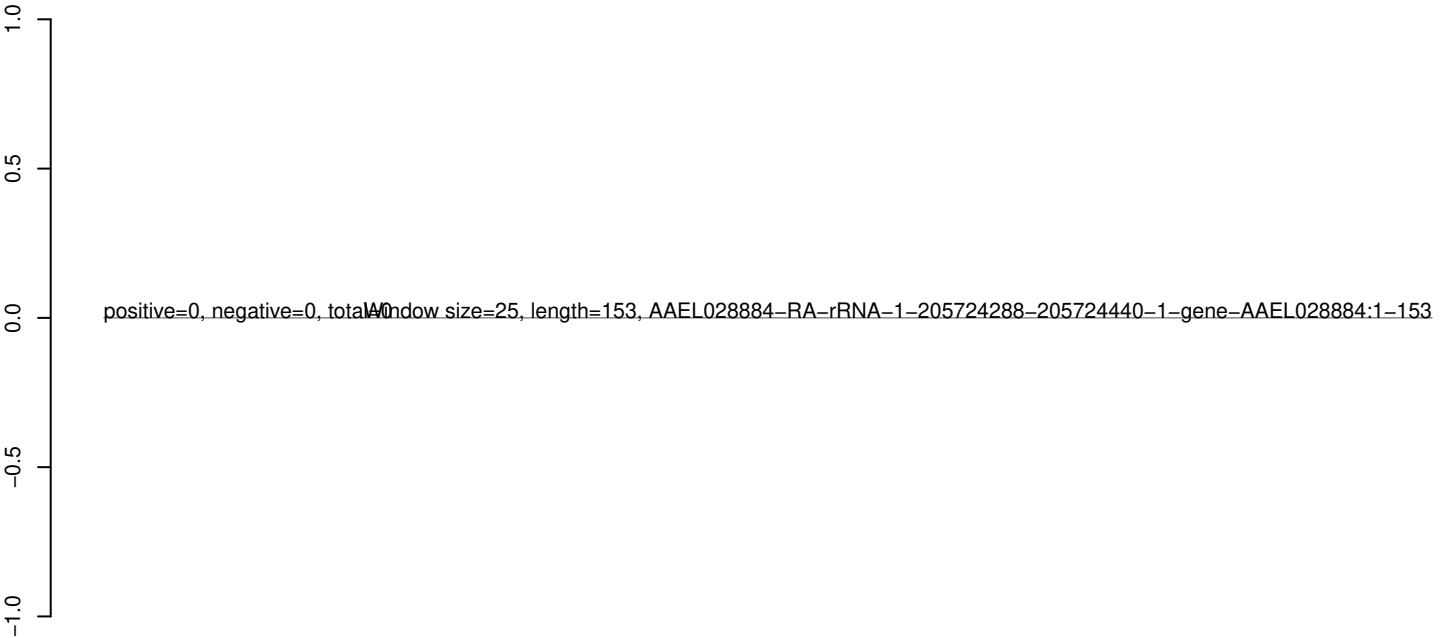 1.0
0.5
0.0
−0.5
−1.0
positive=0, negative=0, total=0
Window size=25, length=153, AAEL028884−RA−rRNA−1−205724288−205724440−1−gene−AAEL028884:1−153